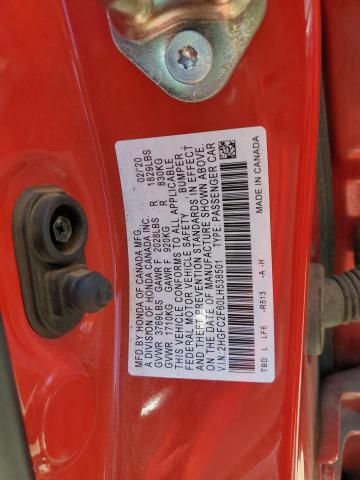 MFD BY HONDA OF CANADA MFG. 02/20
A DIVISION OF HONDA CANADA INC.
GVWR 3769LBS GAWR F 2028LBS R 1829LBS
GVWR 1710KG GAWR F 920KG R 830KG
THIS VEHICLE CONFORMS TO ALL APPLICABLE
FEDERAL MOTOR VEHICLE SAFETY, BUMPER,
AND THEFT PREVENTION STANDARDS IN EFFECT
ON THE DATE OF MANUFACTURE SHOWN ABOVE.
V.I.N: 2HGFC2F60LH538501 TYPE: PASSENGER CAR
TBD L LF6 -R513 -A -H
MADE IN CANADA